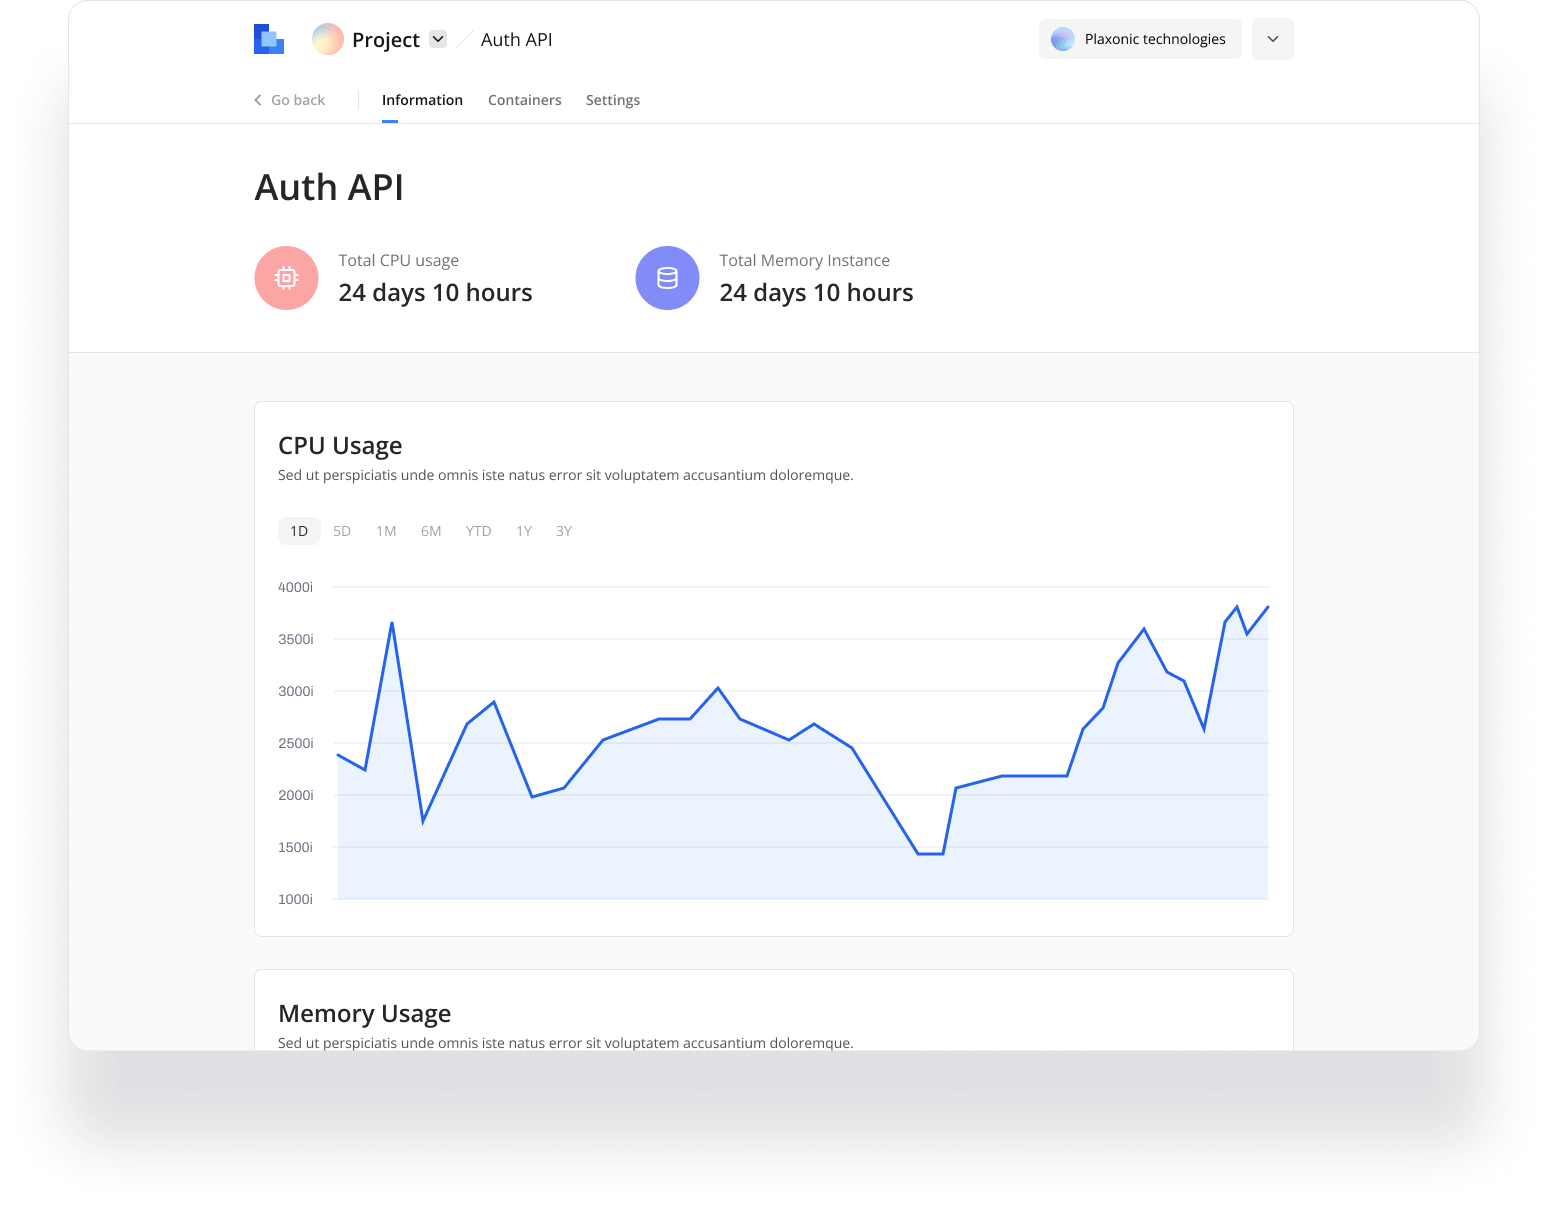 Project
Auth API
Plaxonic technologies
Go back
Information
Containers
Settings
Auth API
Total CPU usage
24 days 10 hours
Total Memory Instance
24 days 10 hours
CPU Usage
Sed ut perspiciatis unde omnis iste natus error sit voluptatem accusantium doloremque.
1D 5D 1M 6M YTD 1Y 3Y
4000i
3500i
3000i
2500i
2000i
1500i
1000i
Memory Usage
Sed ut perspiciatis unde omnis iste natus error sit voluptatem accusantium doloremque.